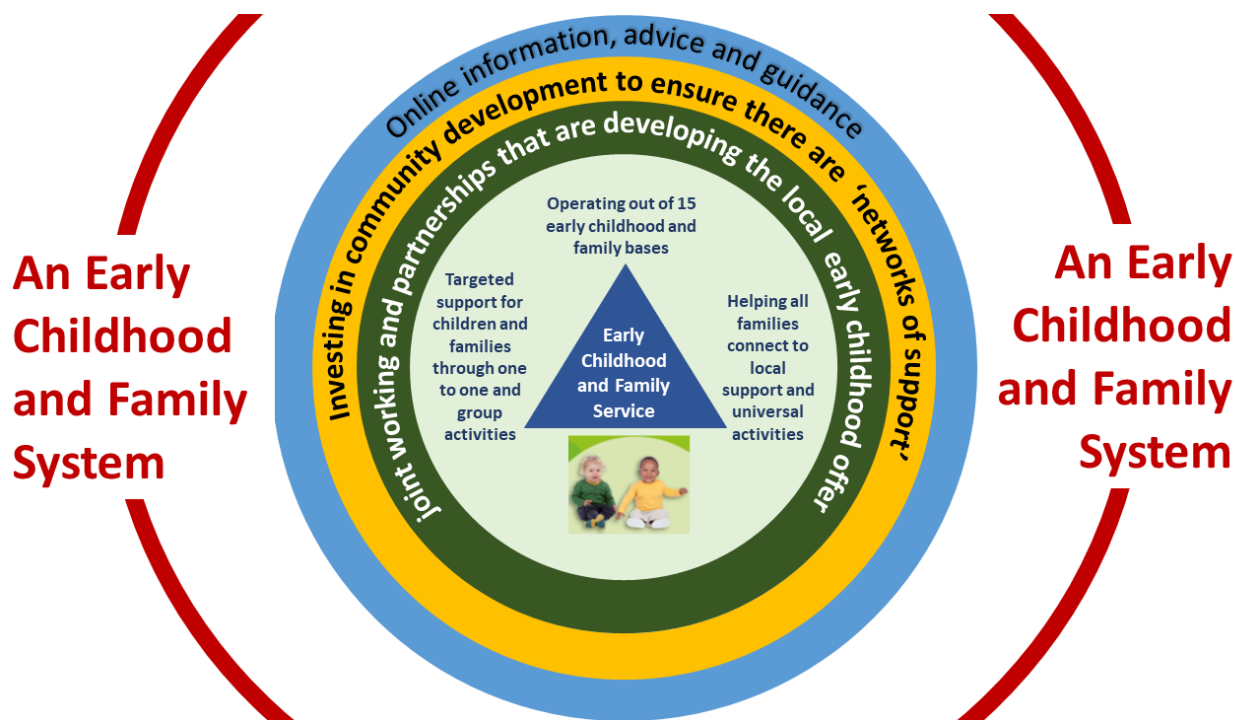 Online information, advice and guidance
Investing in community development to ensure there are ‘networks of support’
joint working and partnerships that are developing the local early childhood offer
An Early
Childhood
and Family
System
Operating out of 15
early childhood and
family bases
Targeted
support for
children and
families
through one
to one and
group
activities
Early
Childhood
and Family
Service
Helping all
families
connect to
local
support and
universal
activities
An Early
Childhood
and Family
System